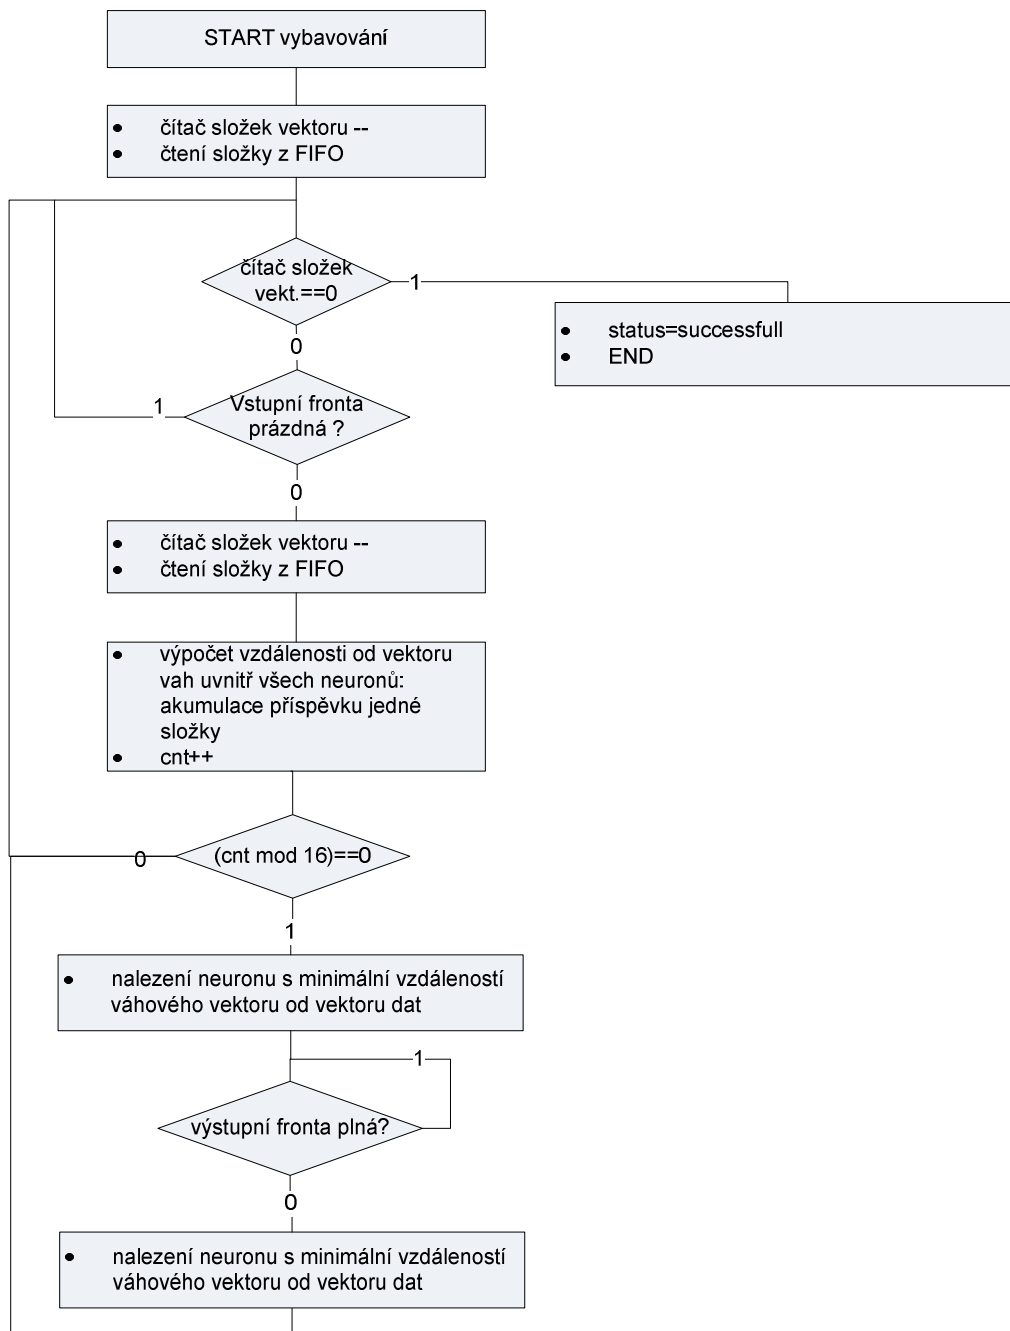 START vybavování
• čítač složek vektoru --
• čtení složky z FIFO
čítač složek
vekt.==0
1
• status=successfull
• END
0
Vstupní fronta
prázdná ?
1
0
• čítač složek vektoru --
• čtení složky z FIFO
• výpočet vzdálenosti od vektoru
vah uvnitř všech neuronů:
akumulace příspěvku jedné
složky
• cnt++
(cnt mod 16)==0
0
1
• nalezení neuronu s minimální vzdáleností
váhového vektoru od vektoru dat
1
výstupní fronta plná?
0
• nalezení neuronu s minimální vzdáleností
váhového vektoru od vektoru dat